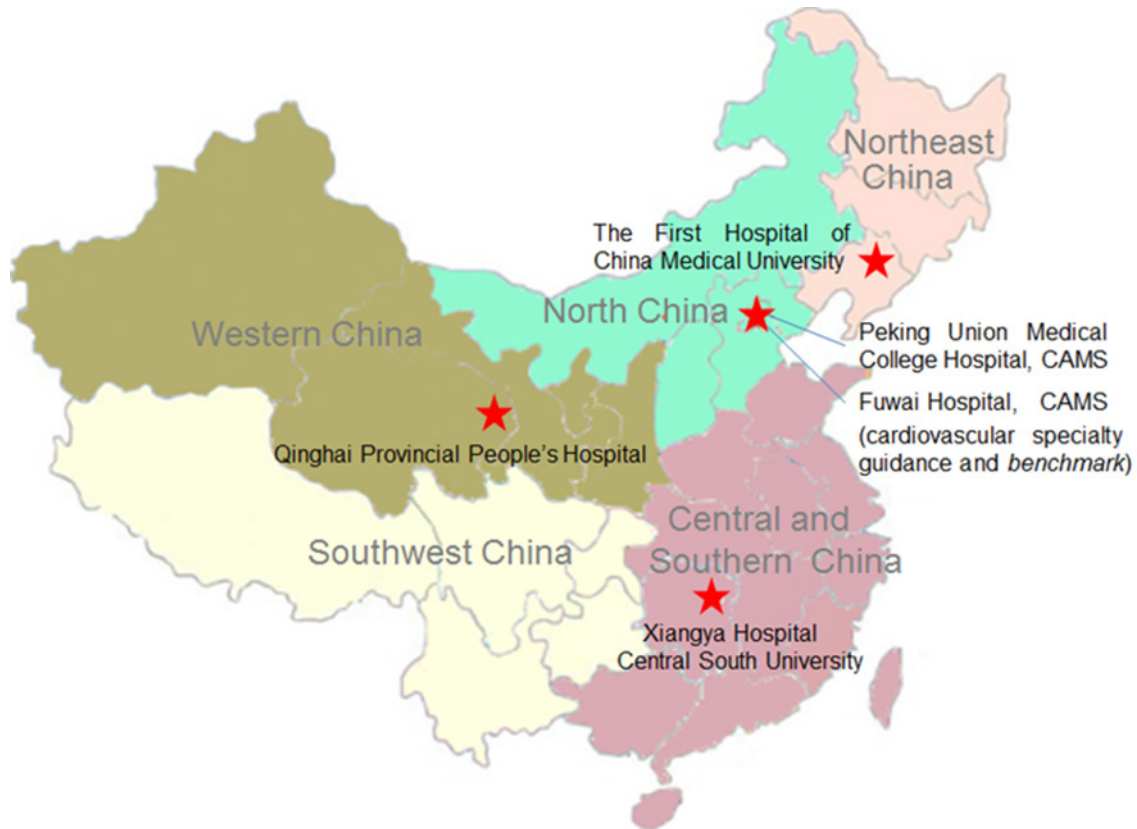 Northeast
China
The First Hospital of
China Medical University
North China
Western China
Peking Union Medical
College Hospital, CAMS
Fuwai Hospital, CAMS
(cardiovascular specialty
guidance and benchmark)
Qinghai Provincial People's Hospital
Central and
Southern China
Southwest China
Xiangya Hospital
Central South University